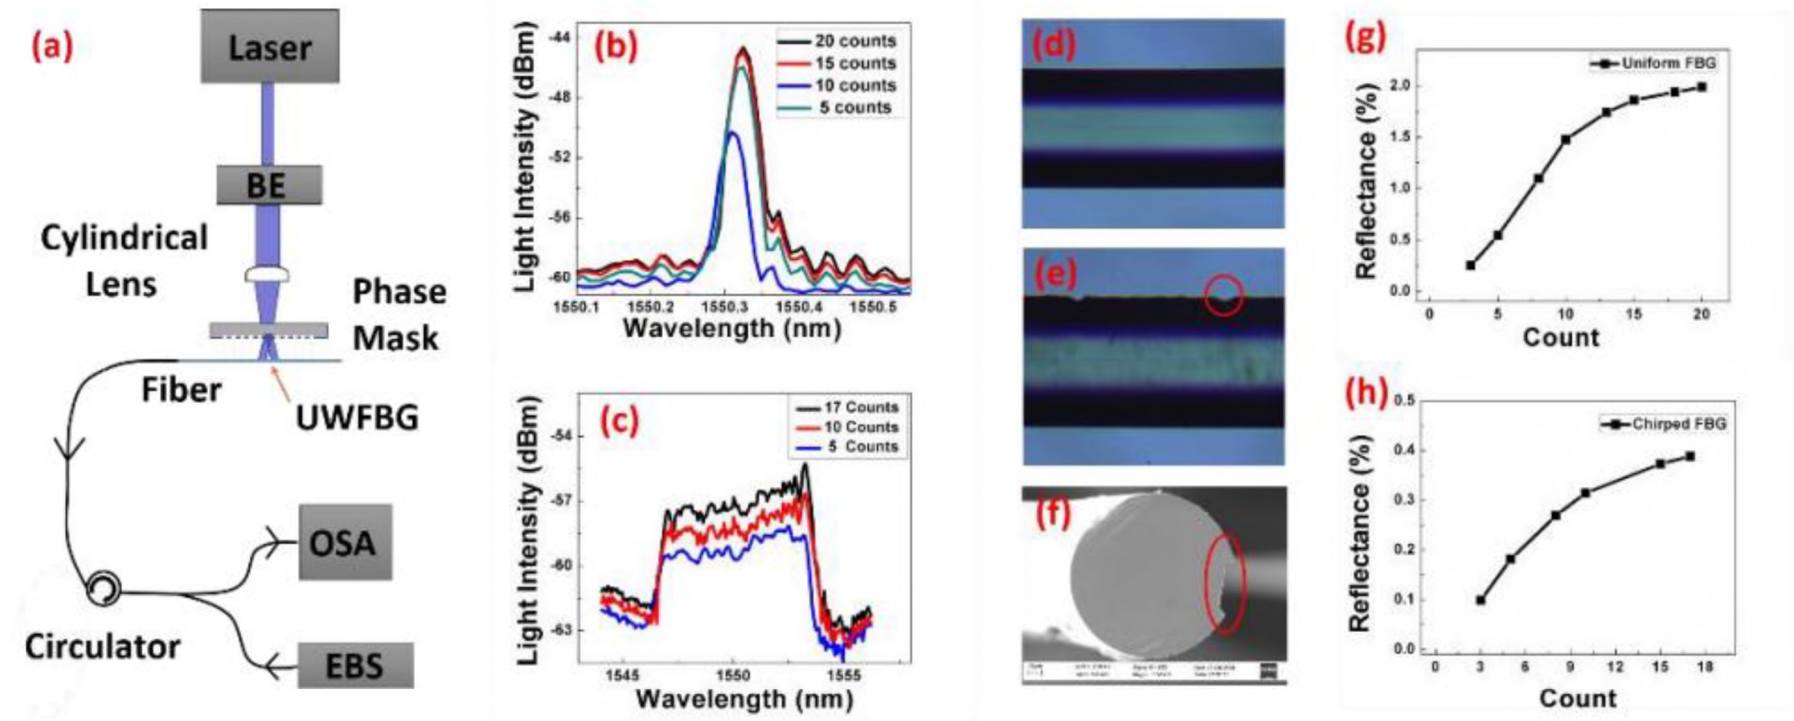 (a)
Laser
BE
Cylindrical
Lens
Phase
Mask
Fiber
UWFBG
OSA
Circulator
EBS
(b)
20 counts
15 counts
10 counts
5 counts
Light Intensity (dBm)
-44
-48
-52
-56
-60
1550.1 1550.2 1550.3 1550.4 1550.5
Wavelength (nm)
(c)
17 Counts
10 Counts
5 Counts
Light Intensity (dBm)
-54
-57
-60
-63
1545 1550 1555
Wavelength (nm)
(d)
(e)
(f)
(g)
Uniform FBG
Reflectance (%)
2.0
1.5
1.0
0.5
0.0
0 5 10 15 20
Count
(h)
Chirped FBG
Reflectance (%)
0.5
0.4
0.3
0.2
0.1
0.0
0 3 6 9 12 15 18
Count